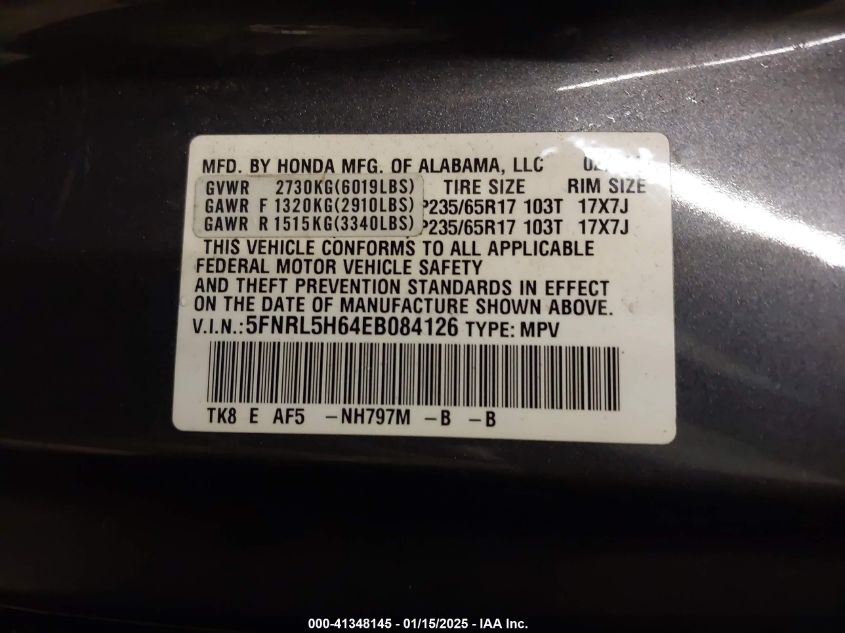 MFD. BY HONDA MFG. OF ALABAMA, LLC
GVWR 2730KG(6019LBS) TIRE SIZE RIM SIZE
GAWR F 1320KG(2910LBS) P235/65R17 103T 17X7J
GAWR R 1515KG(3340LBS) P235/65R17 103T 17X7J
THIS VEHICLE CONFORMS TO ALL APPLICABLE
FEDERAL MOTOR VEHICLE SAFETY
AND THEFT PREVENTION STANDARDS IN EFFECT
ON THE DATE OF MANUFACTURE SHOWN ABOVE.
V.I.N.: 5FNRL5H64EB084126 TYPE: MPV
TK8 E AF5 -NH797M -B -B
000-41348145 - 01/15/2025 - IAA Inc.